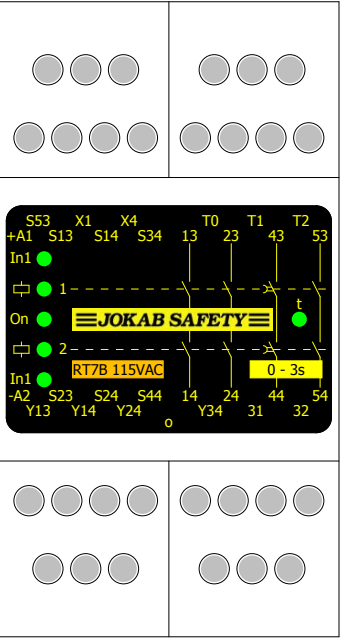 S53 X1 X4 T0 T1 T2
+A1 S13 S14 S34 13 23 43 53
In1
1
t
On JOKAB SAFETY
2
RT7B 115VAC 0 - 3s
In1
-A2 S23 S24 S44 14 24 44 54
Y13 Y14 Y24 Y34 31 32
o